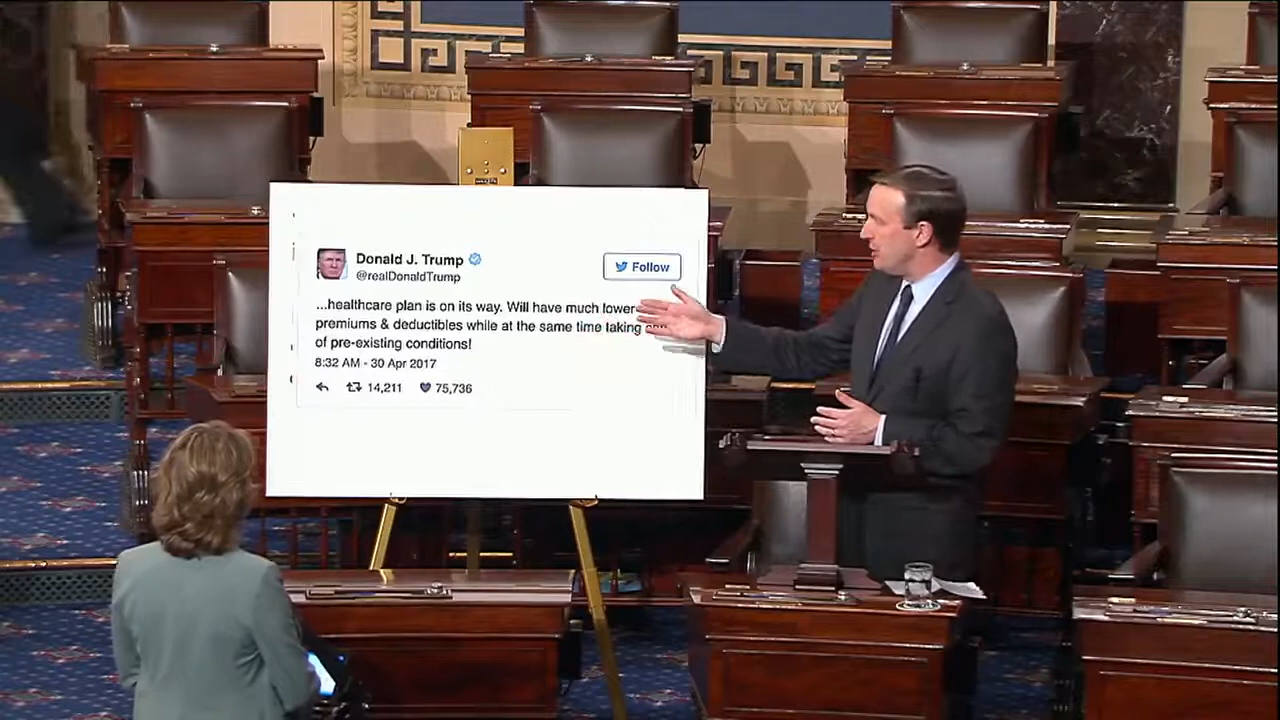 Donald J. Trump
@realDonaldTrump
Follow
...healthcare plan is on its way. Will have much lower
premiums & deductibles while at the same time taking
of pre-existing conditions!
8:32 AM - 30 Apr 2017
14,211 75,736